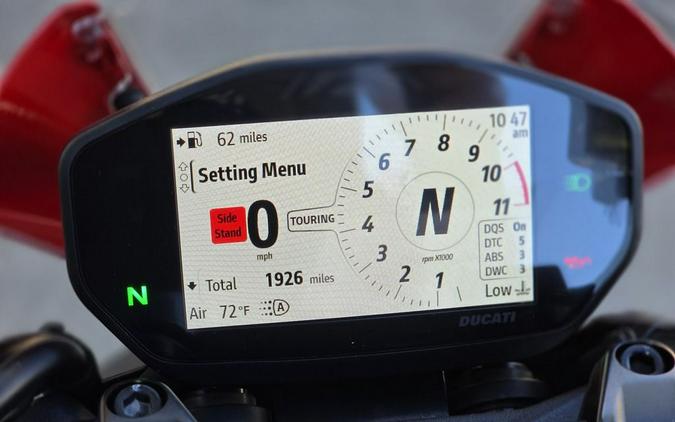 62 miles
10 47
am
Setting Menu
Side
Stand
0
mph
TOURING
1
2
3
4
5
6
7
8
9
10
11
N
rpm X1000
DQS On
DTC 5
ABS 3
DWC 3
Total 1926 miles
Low
Air 72°F A
N
DUCATI